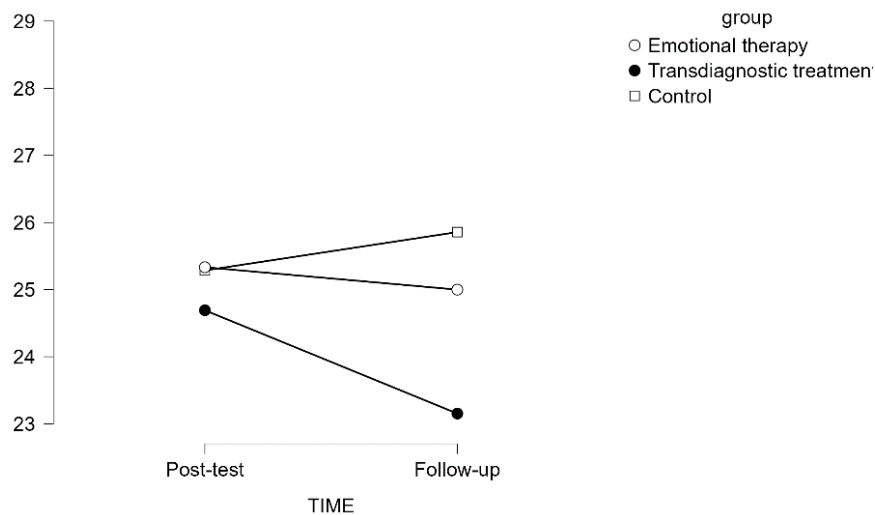 group
Emotional therapy
Transdiagnostic treatment
Control
29
28
27
26
25
24
23
Post-test
Follow-up
TIME